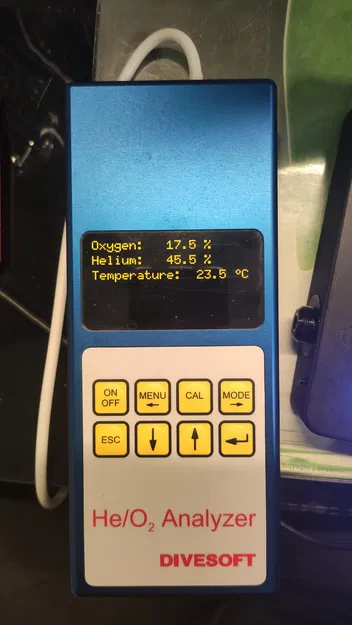 Oxygen: 17.5 %
Helium: 45.5 %
Temperature: 23.5 ºC
ON OFF
MENU
CAL
MODE
ESC
He/O₂ Analyzer
DIVESOFT